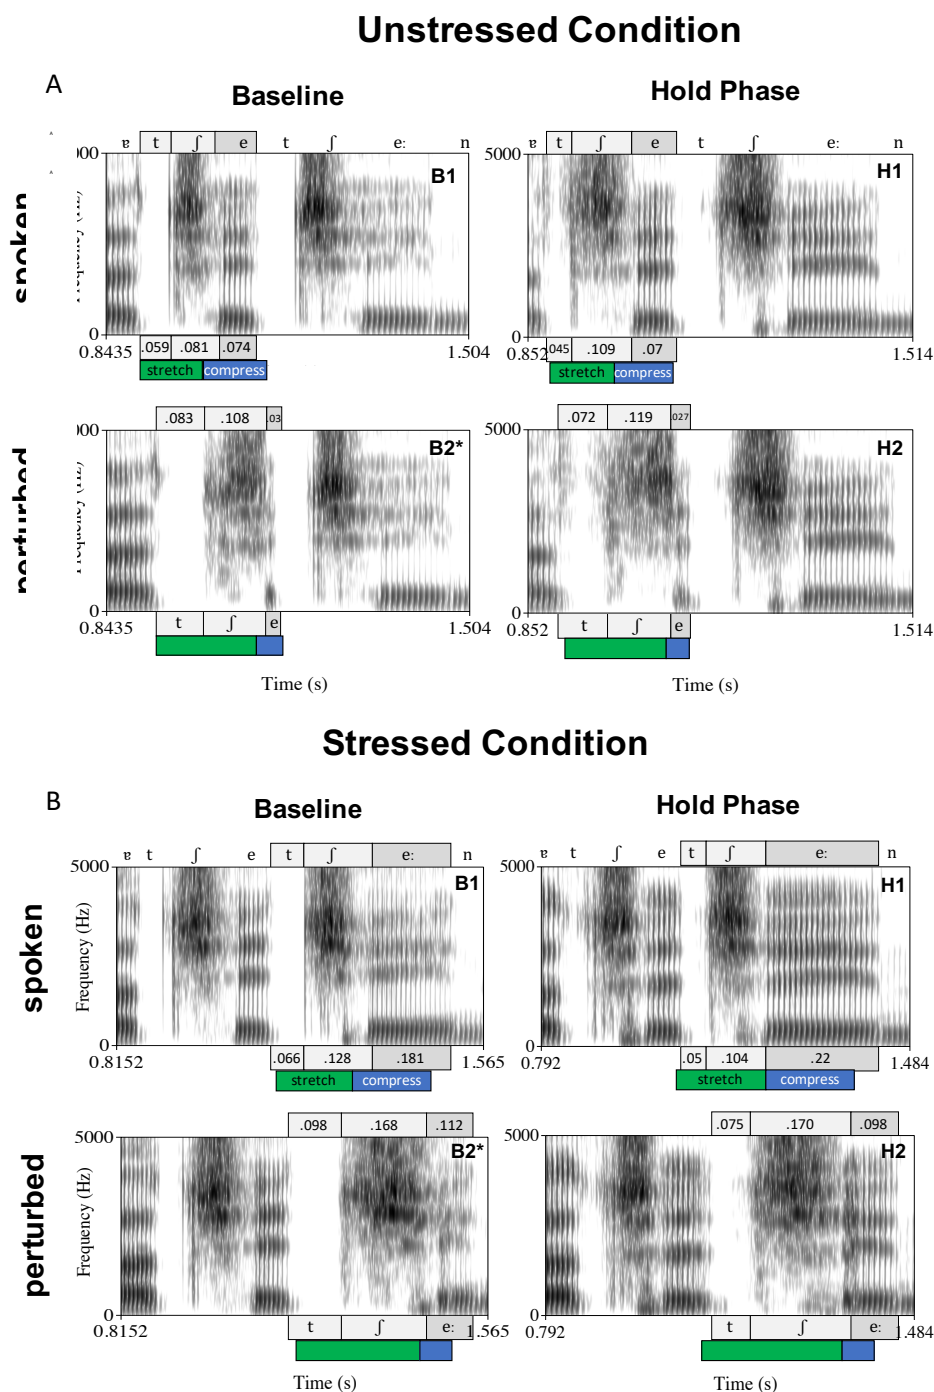 Unstressed Condition
A
Baseline
Hold Phase
spoken
ɐ t ʃ e t ʃ e: n
B1
0
0.8435
1.504
.059 .081 .074
stretch compress
ɐ t ʃ e t ʃ e: n
5000
H1
0
0.852
1.514
.045 .109 .07
stretch compress
perturbed
.083 .108 .03
B2*
0
0.8435
1.504
t ʃ e
Time (s)
.072 .119 .027
5000
H2
0
0.852
1.514
t ʃ e
Time (s)
Stressed Condition
B
Baseline
Hold Phase
spoken
ɐ t ʃ e t ʃ e: n
5000
B1
Frequency (Hz)
0
0.8152
1.565
.066 .128 .181
stretch compress
ɐ t ʃ e t ʃ e: n
5000
H1
0
0.792
1.484
.05 .104 .22
stretch compress
perturbed
.098 .168 .112
5000
B2*
Frequency (Hz)
0
0.8152
1.565
t ʃ e:
Time (s)
.075 .170 .098
5000
H2
0
0.792
1.484
t ʃ e:
Time (s)